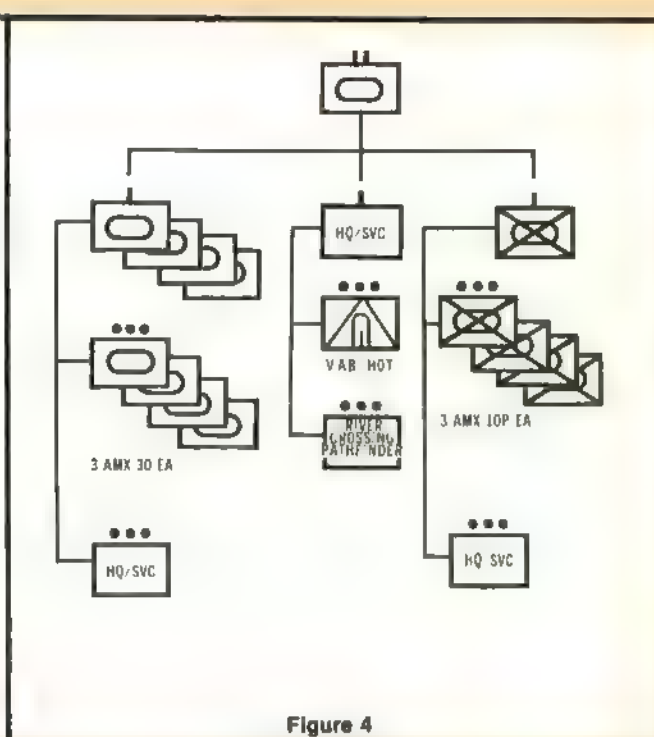 HQ/SVC
VAB HOT
RIVER
CROSSING
PATHFINDER
3 AMX 30 EA
3 AMX 10P EA
HQ/SVC
HQ SVC
Figure 4